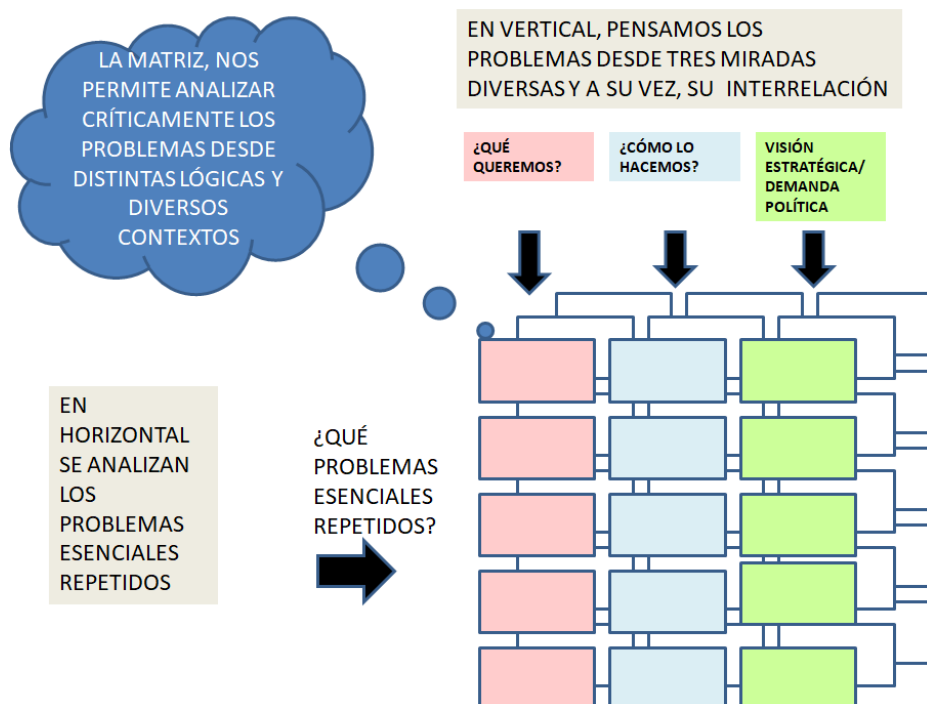 LA MATRIZ, NOS
PERMITE ANALIZAR
CRÍTICAMENTE LOS
PROBLEMAS DESDE
DISTINTAS LÓGICAS Y
DIVERSOS
CONTEXTOS
EN VERTICAL, PENSAMOS LOS
PROBLEMAS DESDE TRES MIRADAS
DIVERSAS Y A SU VEZ, SU INTERRELACIÓN
¿QUÉ
QUEREMOS?
¿CÓMO LO
HACEMOS?
VISIÓN
ESTRATÉGICA/
DEMANDA
POLÍTICA
EN
HORIZONTAL
SE ANALIZAN
LOS
PROBLEMAS
ESENCIALES
REPETIDOS
¿QUÉ
PROBLEMAS
ESENCIALES
REPETIDOS?